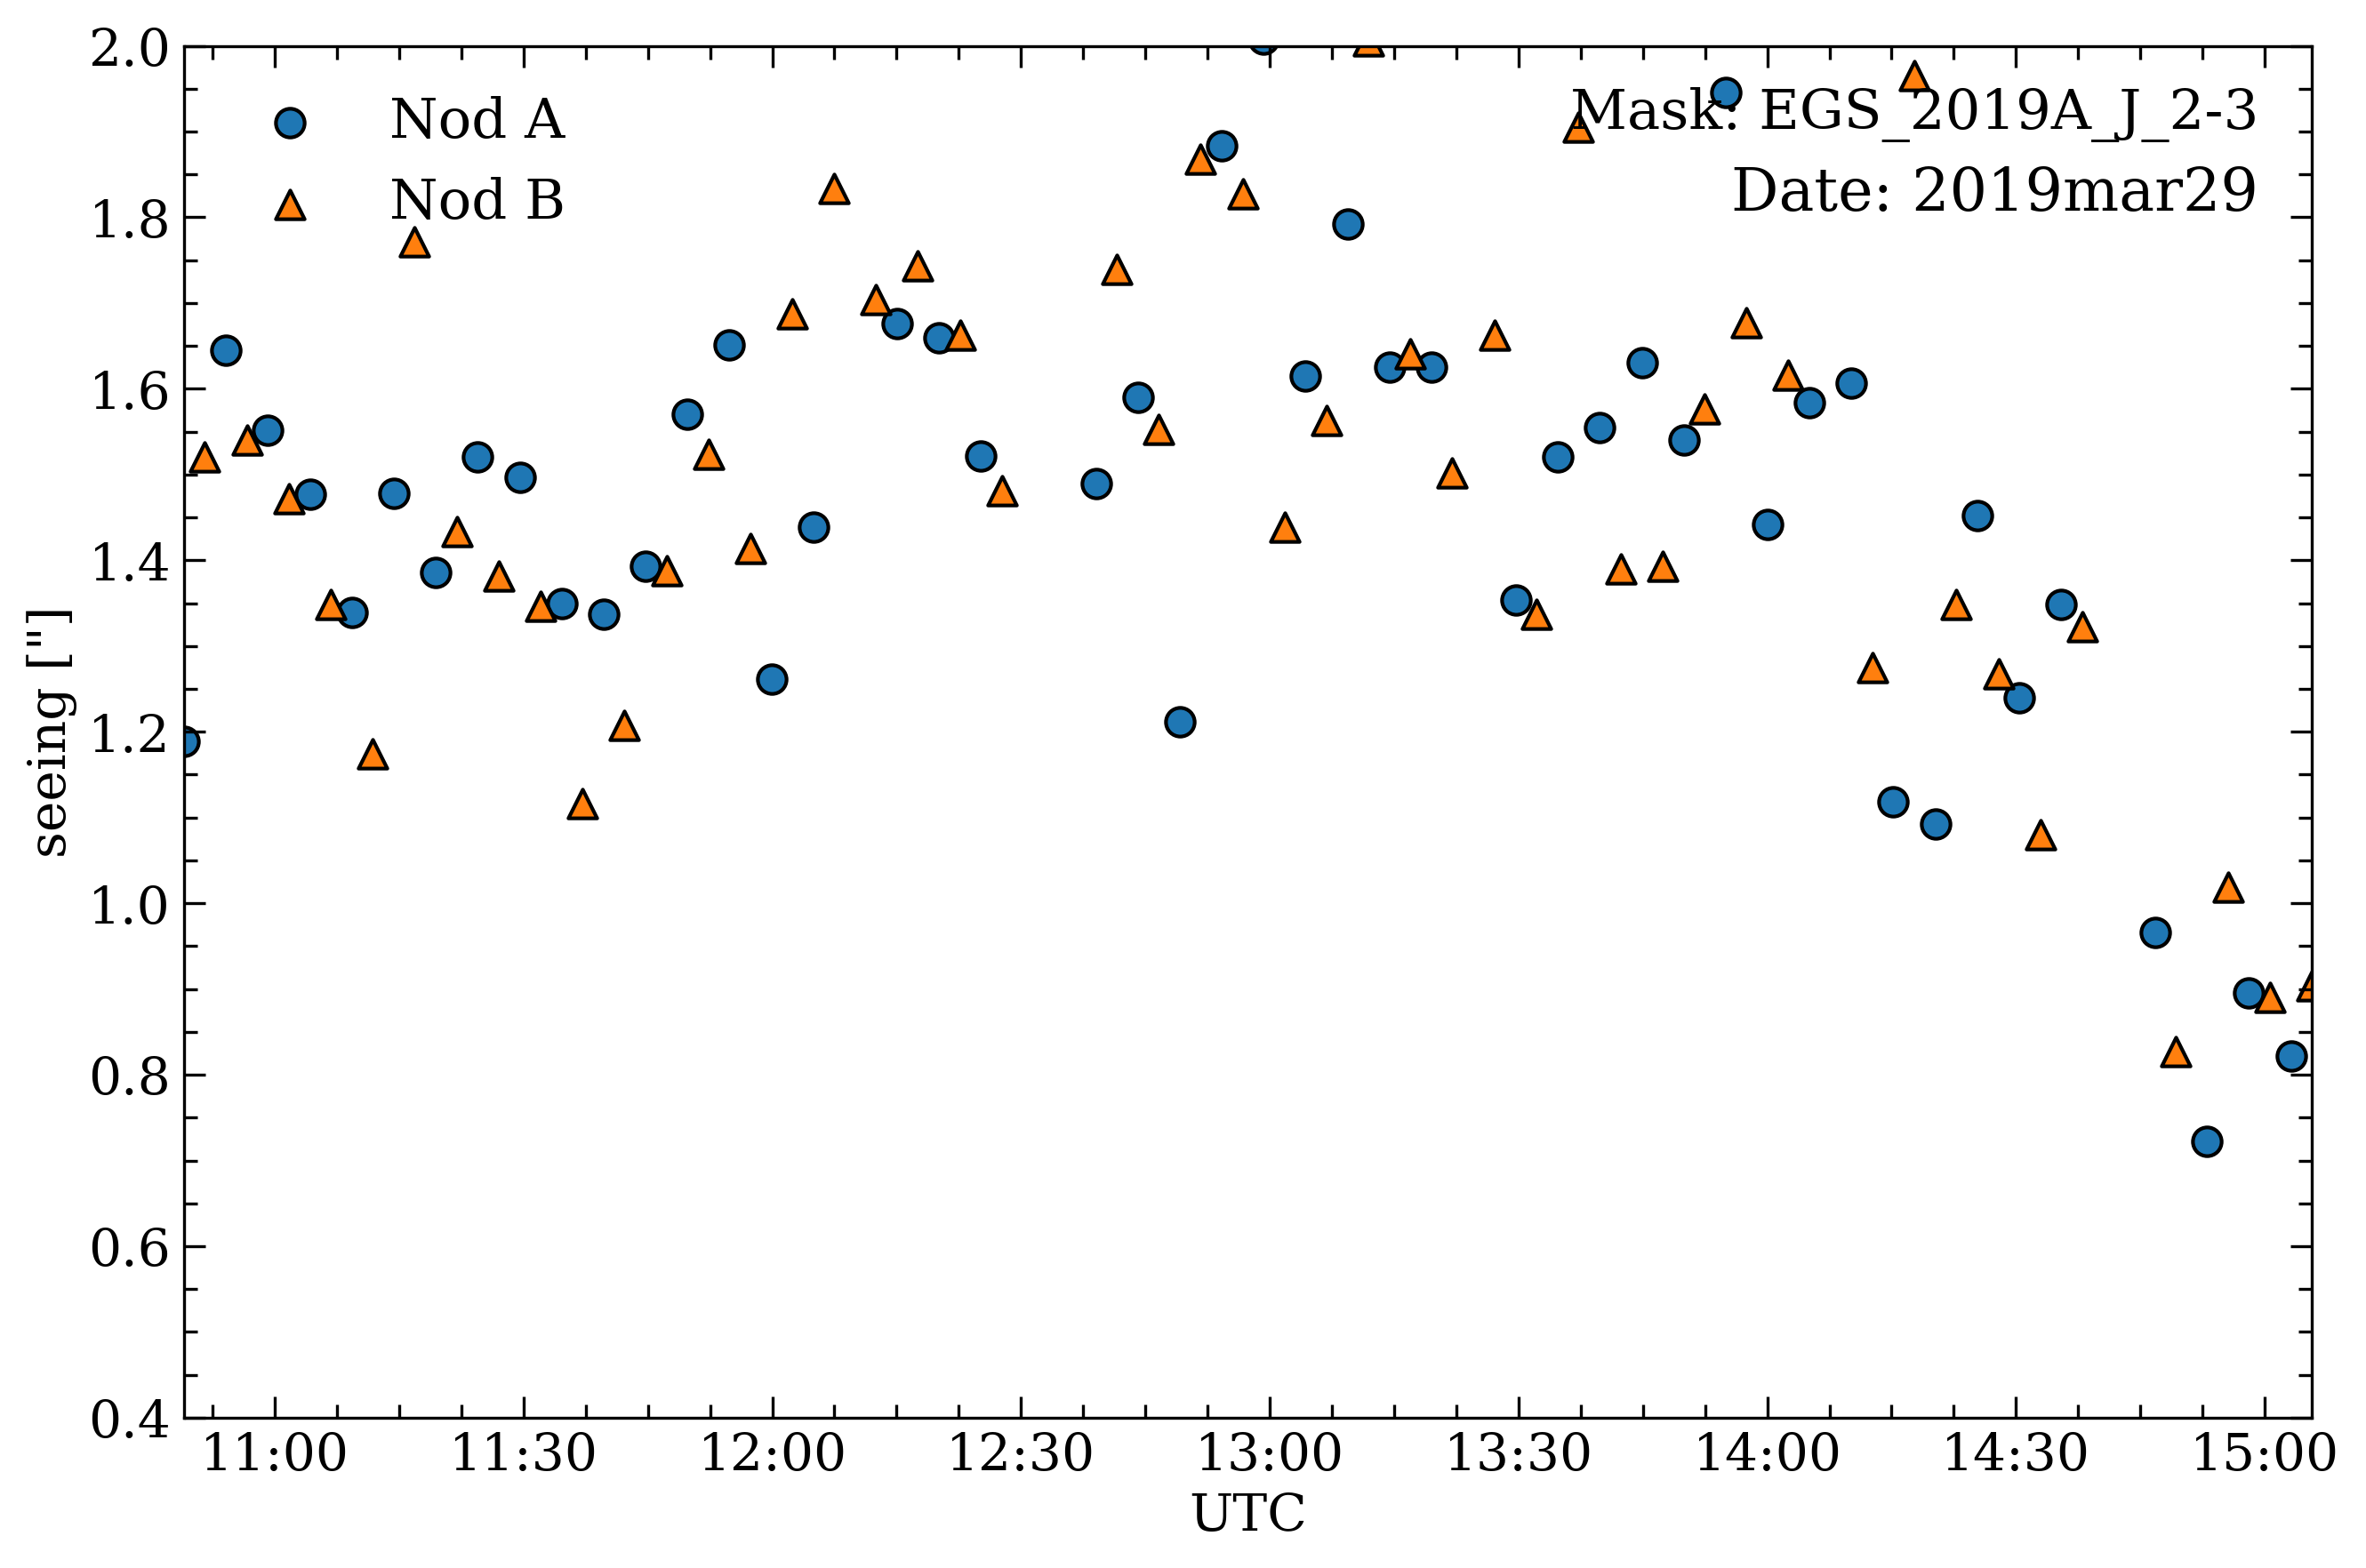 2.0
1.8
1.6
1.4
1.2
1.0
0.8
0.6
0.4
seeing ["]
Nod A
Nod B
Mask: EGS_2019A_J_2-3
Date: 2019mar29
11:00 11:30 12:00 12:30 13:00 13:30 14:00 14:30 15:00
UTC